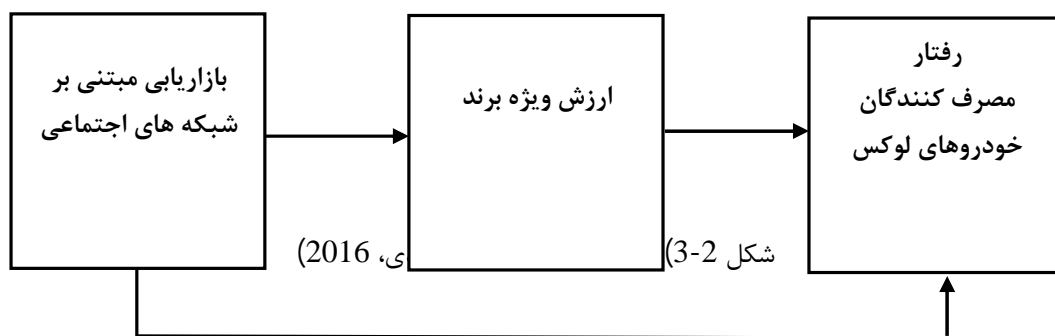 رفتار
مصرف کنندگان
خودروهای لوکس
ارزش ویژه برند
بازاریابی مبتنی بر
شبکه های اجتماعی
شکل 2-3) ی، 2016)